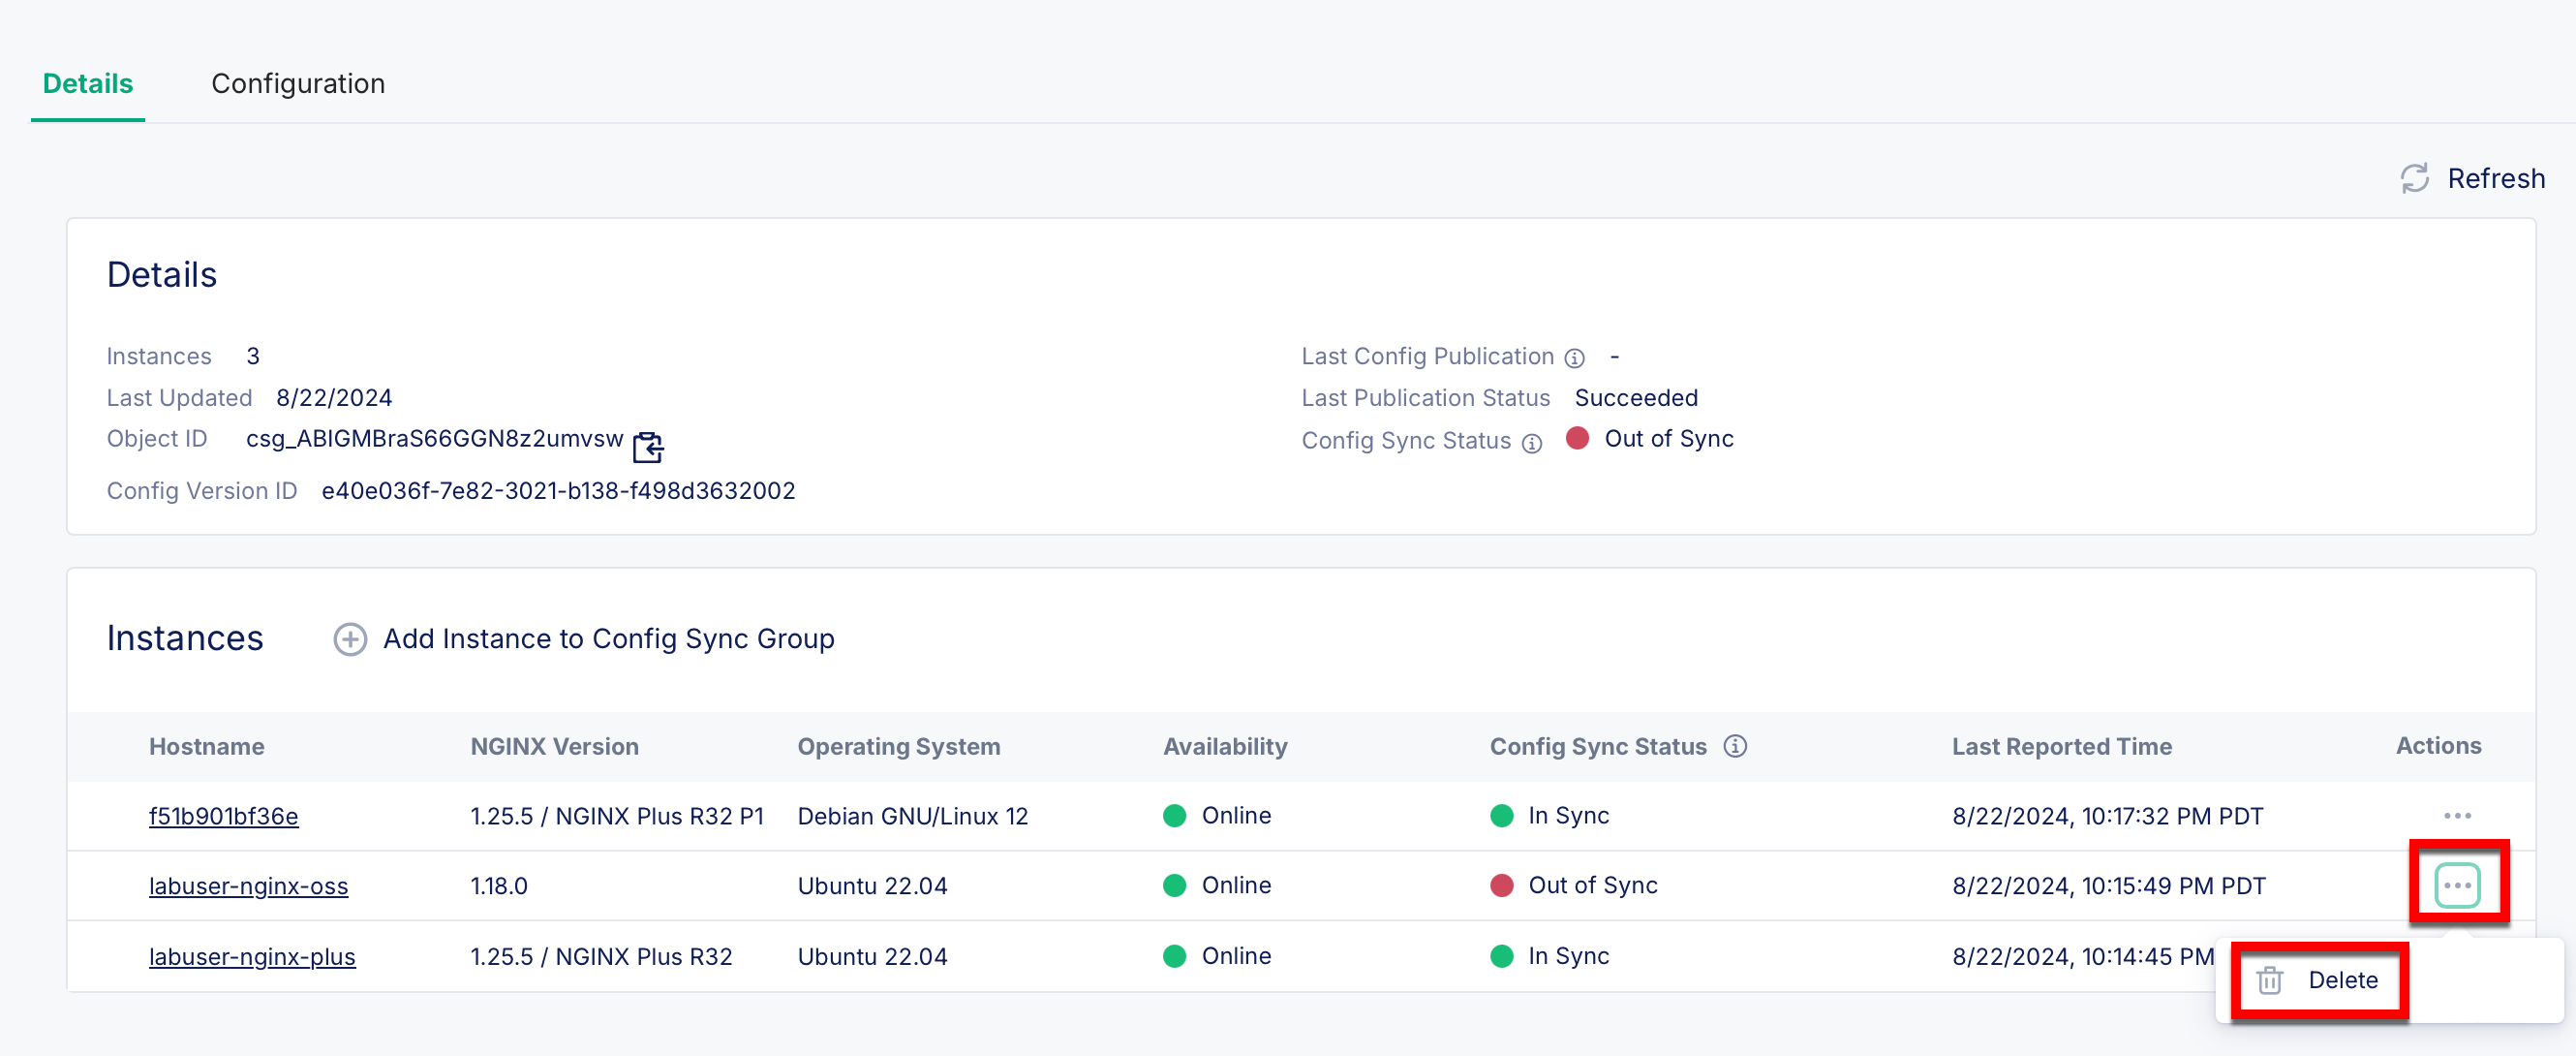 Details Configuration
Refresh
Details
Instances 3
Last Updated 8/22/2024
Object ID csg_ABIGMBraS66GGN8z2umvsw
Config Version ID e40e036f-7e82-3021-b138-f498d3632002
Last Config Publication -
Last Publication Status Succeeded
Config Sync Status Out of Sync
Instances Add Instance to Config Sync Group
Hostname NGINX Version Operating System Availability Config Sync Status Last Reported Time Actions
f51b901bf36e 1.25.5 / NGINX Plus R32 P1 Debian GNU/Linux 12 Online In Sync 8/22/2024, 10:17:32 PM PDT
labuser-nginx-oss 1.18.0 Ubuntu 22.04 Online Out of Sync 8/22/2024, 10:15:49 PM PDT
labuser-nginx-plus 1.25.5 / NGINX Plus R32 Ubuntu 22.04 Online In Sync 8/22/2024, 10:14:45 PM
Delete